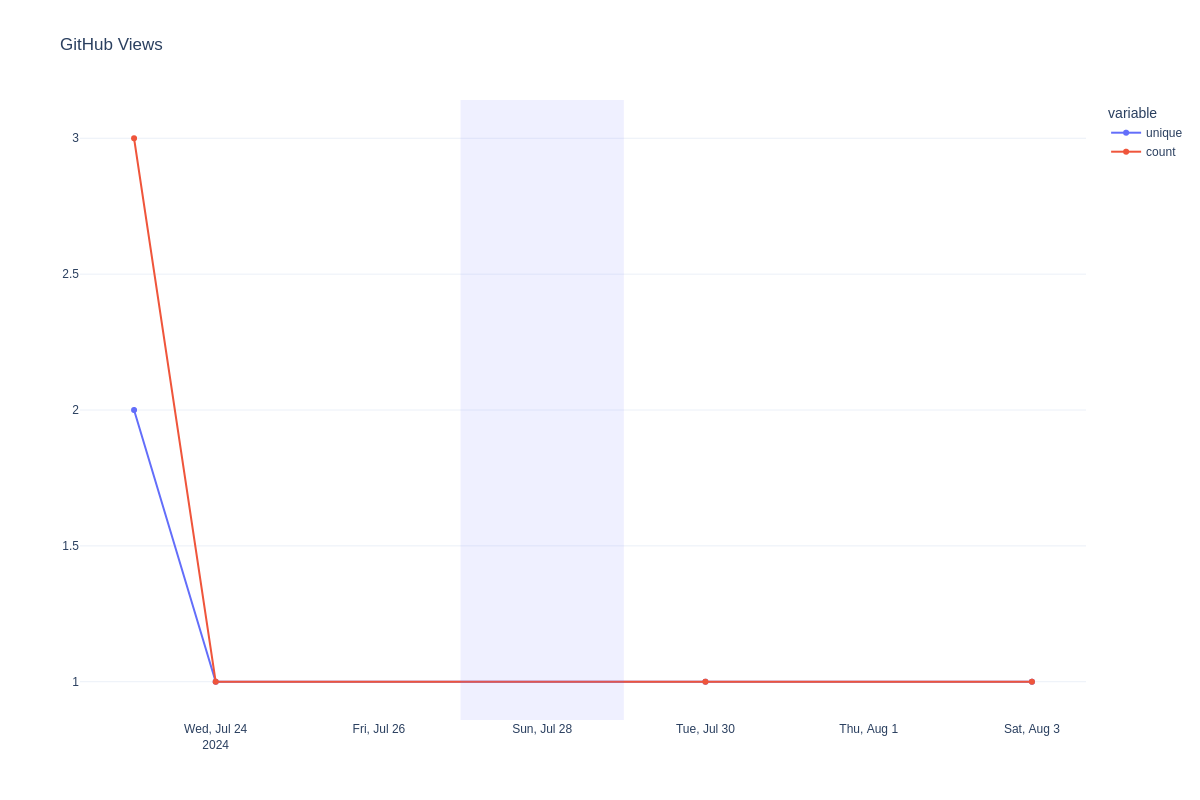 GitHub Views
variable
unique
count
3
2.5
2
1.5
1
Wed, Jul 24
2024
Fri, Jul 26
Sun, Jul 28
Tue, Jul 30
Thu, Aug 1
Sat, Aug 3